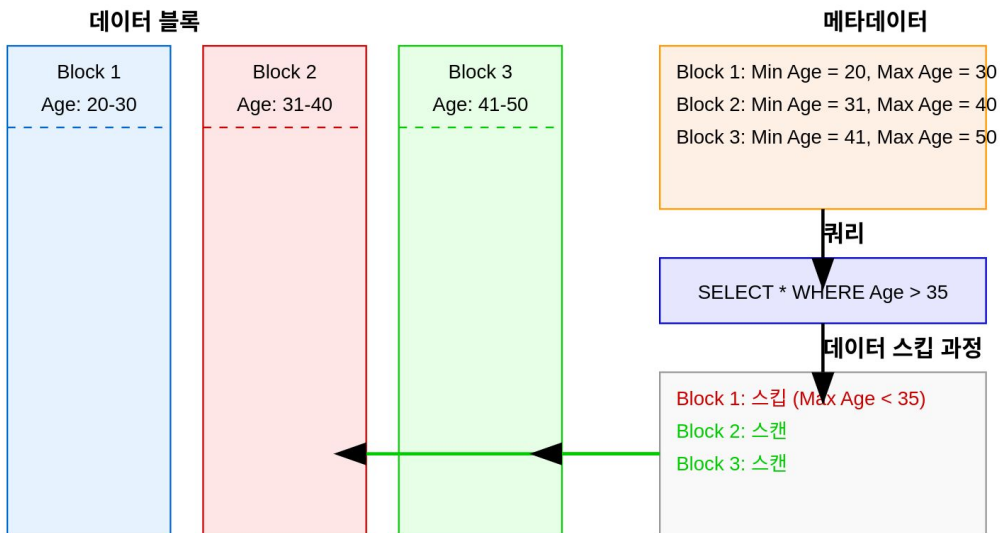 데이터 블록
Block 1
Age: 20-30
Block 2
Age: 31-40
Block 3
Age: 41-50
메타데이터
Block 1: Min Age = 20, Max Age = 30
Block 2: Min Age = 31, Max Age = 40
Block 3: Min Age = 41, Max Age = 50
쿼리
SELECT * WHERE Age > 35
데이터 스킵 과정
Block 1: 스킵 (Max Age < 35)
Block 2: 스캔
Block 3: 스캔